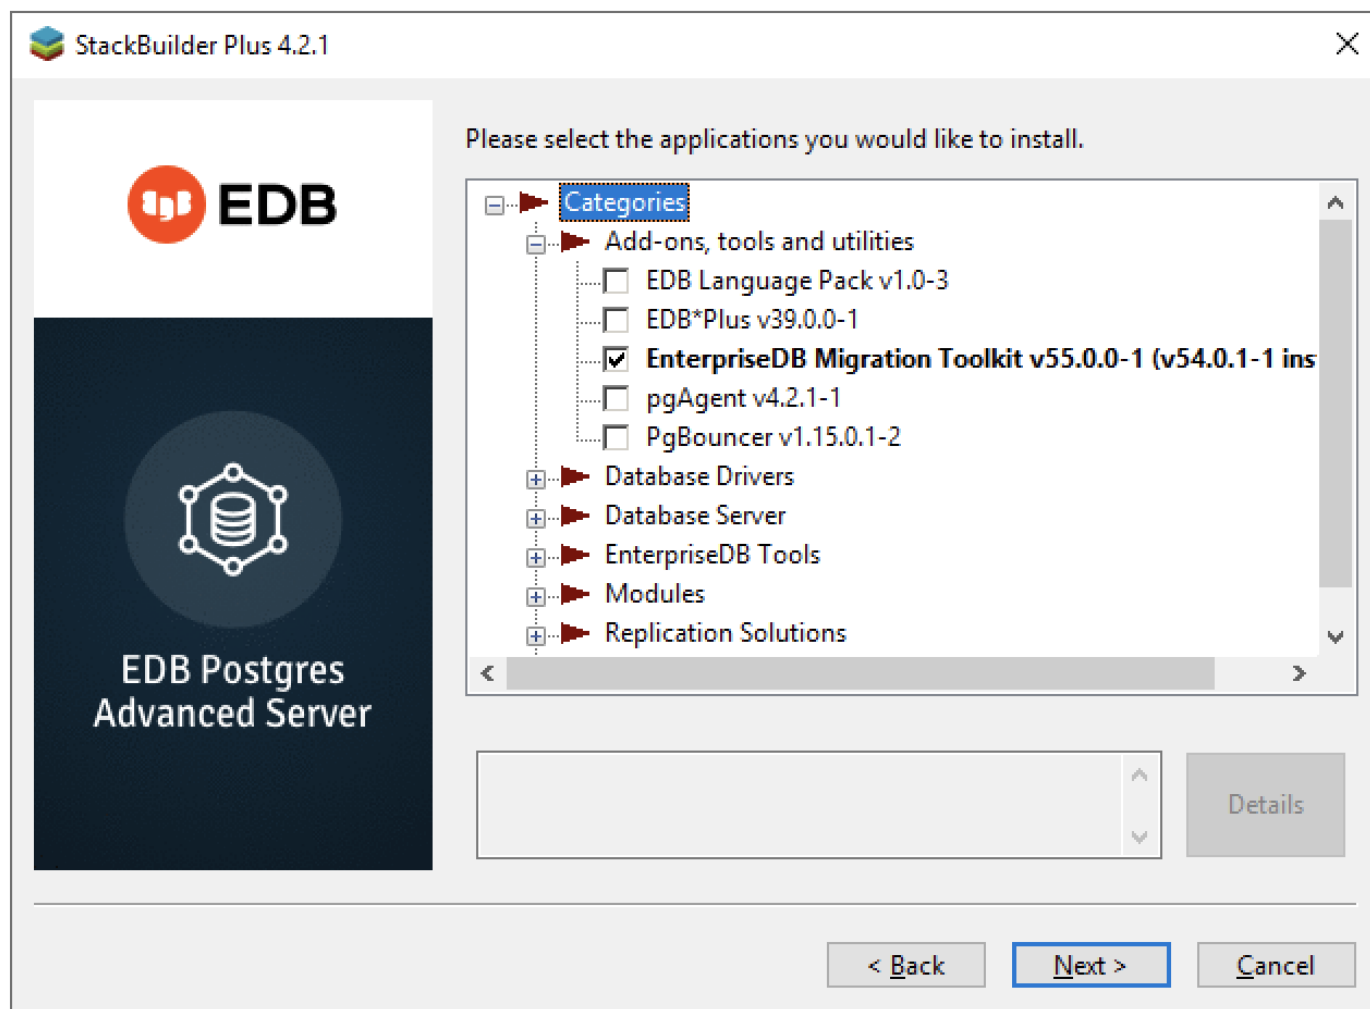 StackBuilder Plus 4.2.1
EDB
EDB Postgres
Advanced Server
Please select the applications you would like to install.
Categories
Add-ons, tools and utilities
EDB Language Pack v1.0-3
EDB*Plus v39.0.0-1
EnterpriseDB Migration Toolkit v55.0.0-1 (v54.0.1-1 ins
pgAgent v4.2.1-1
PgBouncer v1.15.0.1-2
Database Drivers
Database Server
EnterpriseDB Tools
Modules
Replication Solutions
Details
< Back
Next >
Cancel